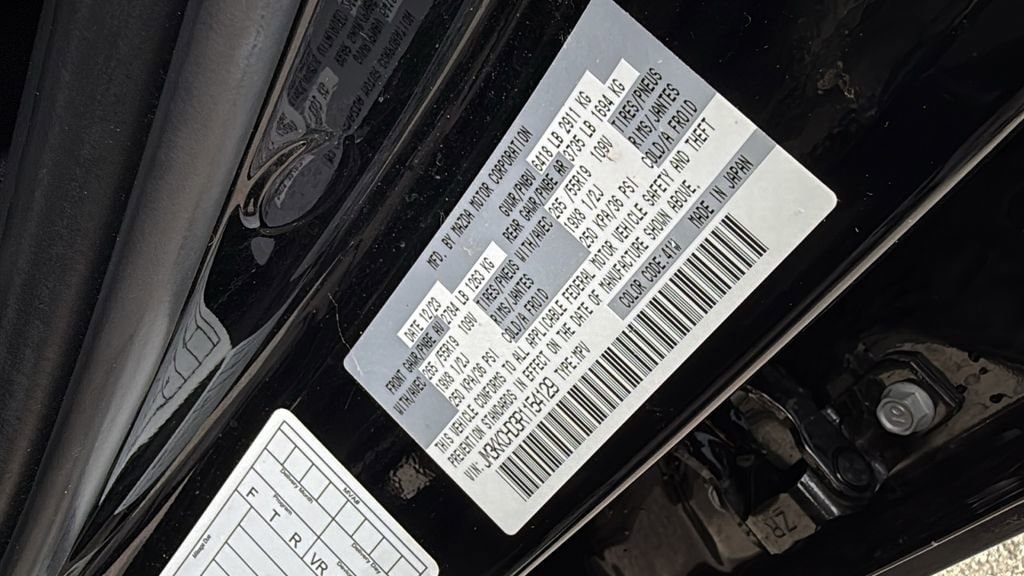 MFD. BY MAZDA MOTOR CORPORATION
DATE 12/23 GVWR/PNBV 6418 LB 2911 KG
FRONT GAWR/PNBE AV 2784 LB 1263 KG REAR GAWR/PNBE AR 3735 LB 1694 KG
WITH/AVEC 265 /55R19 109V TIRES/PNEUS WITH/AVEC 265 /55R19 109V TIRES/PNEUS
19X8 1/2J RIMS/JANTES 19X8 1/2J RIMS/JANTES
250 KPA/36 PSI COLD/A FROID 250 KPA/36 PSI COLD/A FROID
THIS VEHICLE CONFORMS TO ALL APPLICABLE FEDERAL MOTOR VEHICLE SAFETY AND THEFT
PREVENTION STANDARDS IN EFFECT ON THE DATE OF MANUFACTURE SHOWN ABOVE.
VIN: TYPE:MPV COLOR CODE: 41W MADE IN JAPAN
F T R VR
ZR